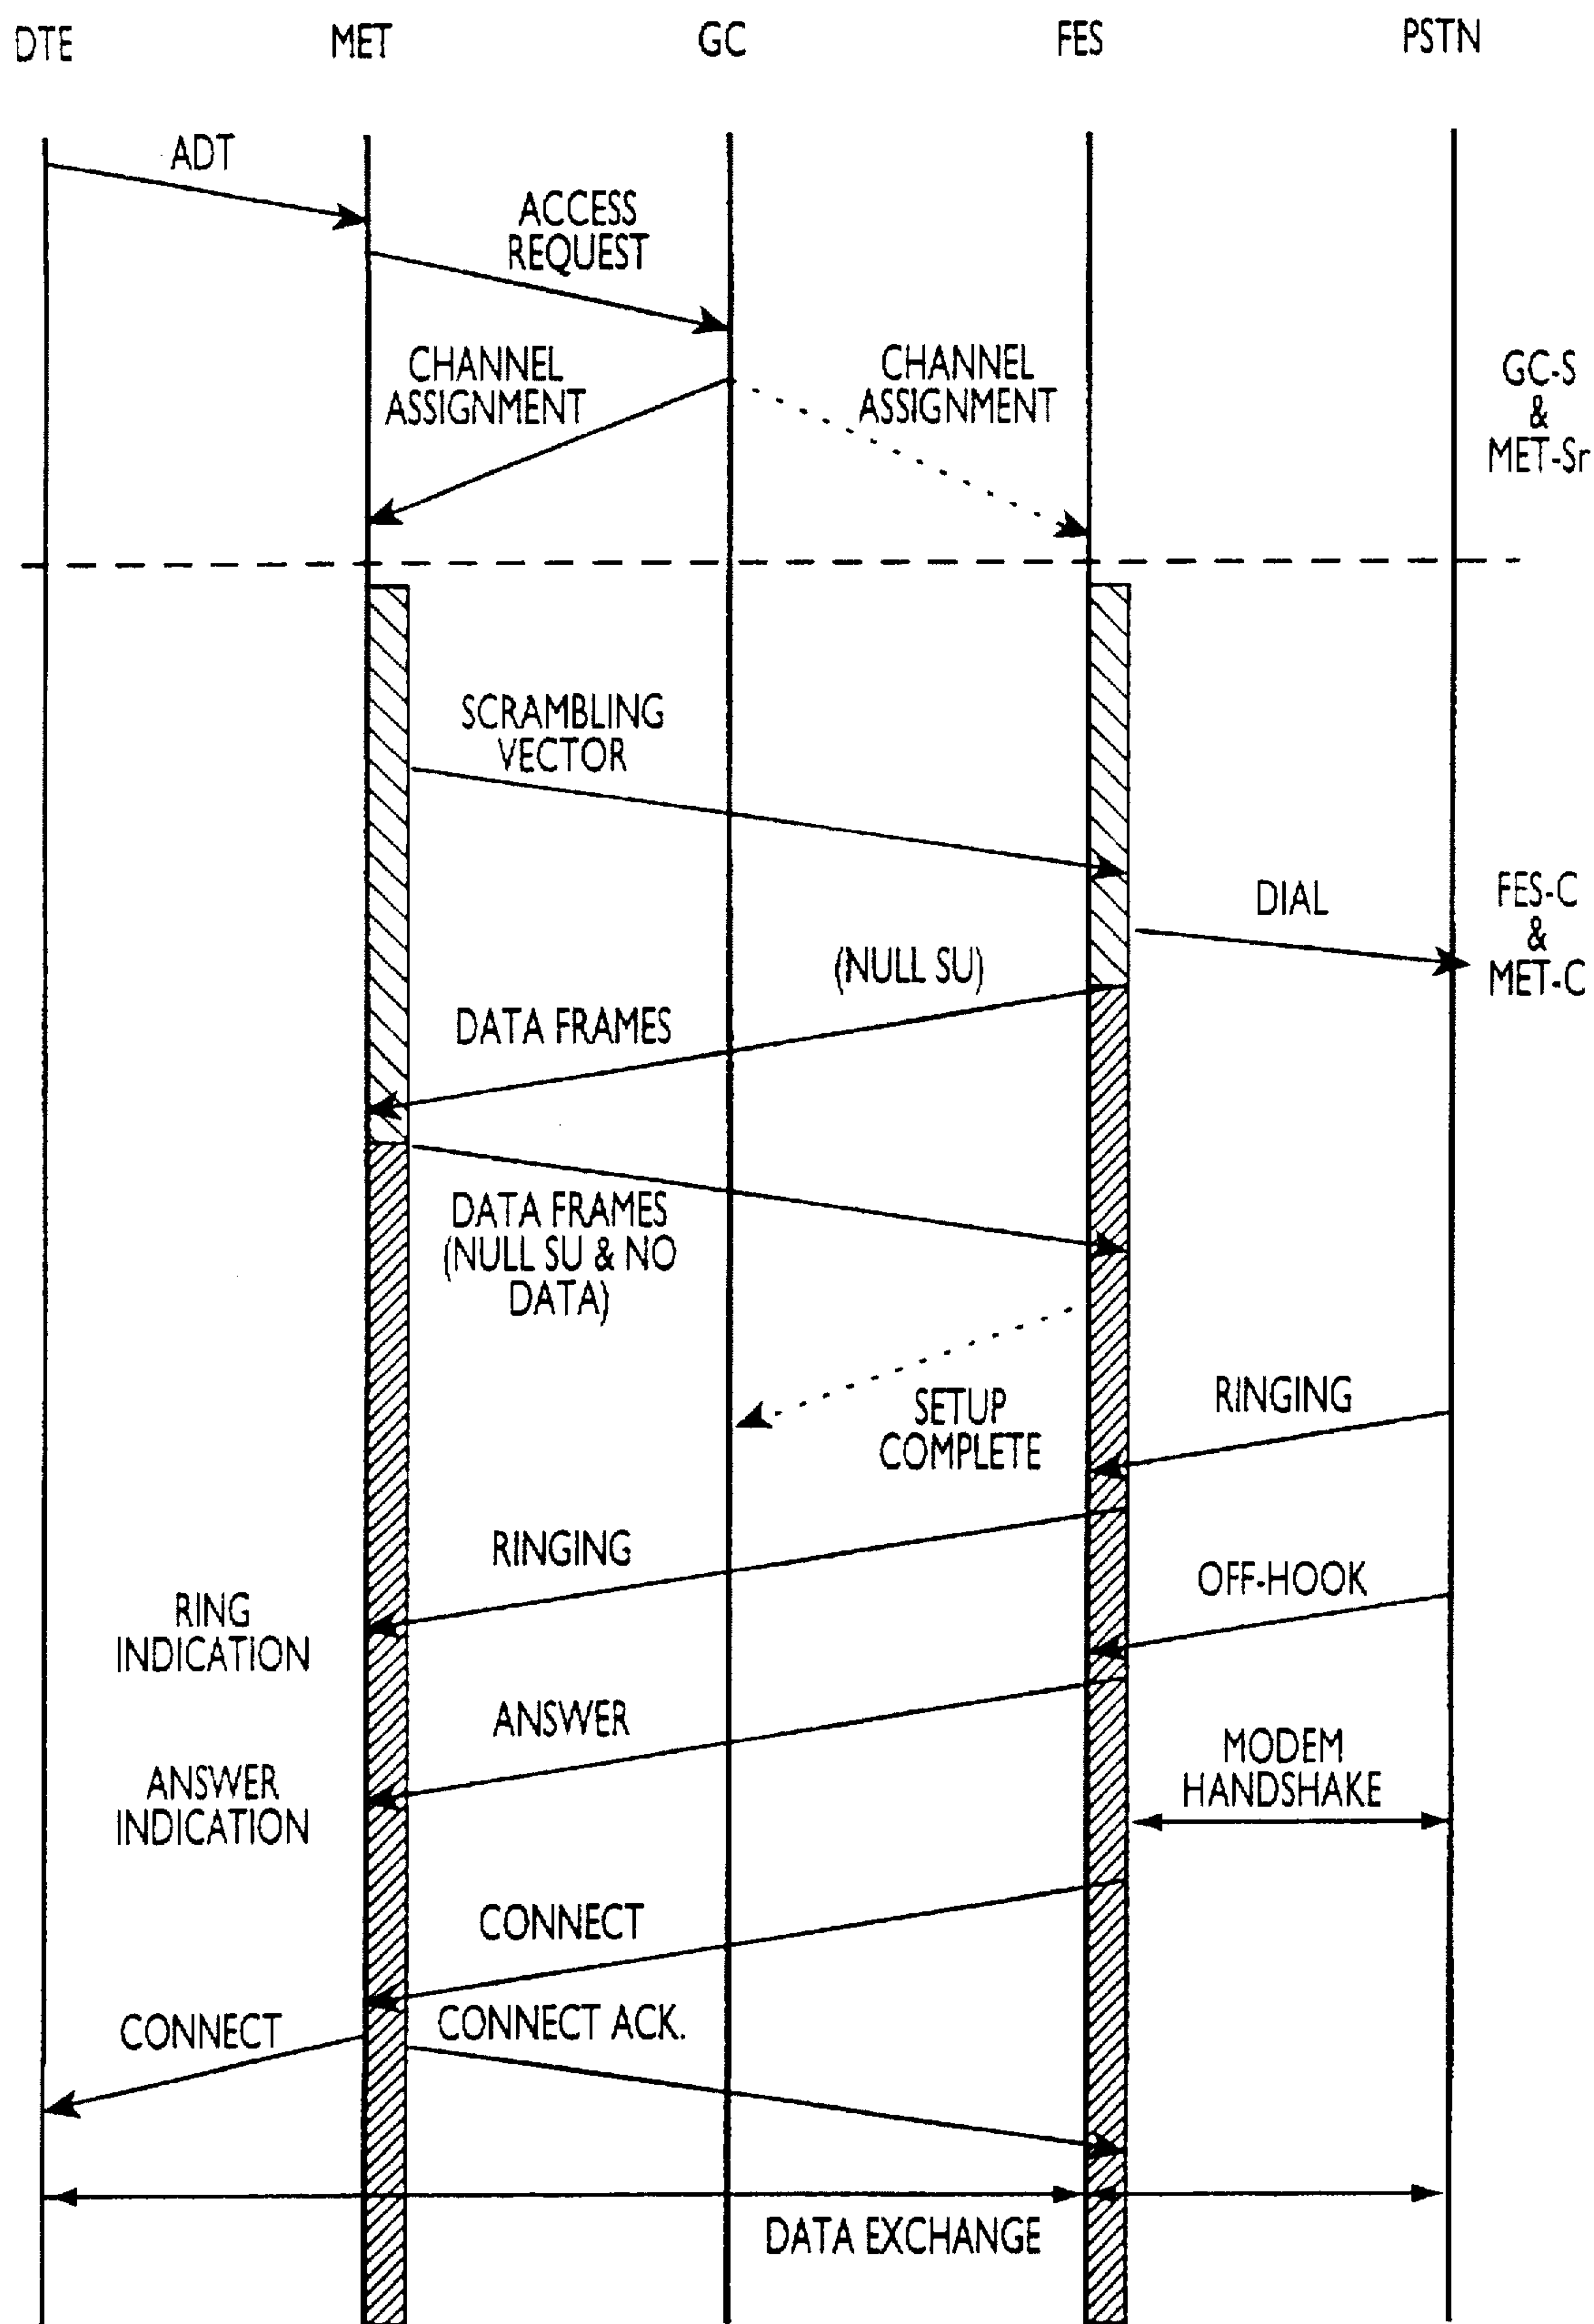 DTE MET GC FES PSTN
ADT
ACCESS
REQUEST
CHANNEL
ASSIGNMENT
CHANNEL
ASSIGNMENT
GC-S
&
MET-Sr
SCRAMBLING
VECTOR
DIAL
FES-C
&
MET-C
(NULL SU)
DATA FRAMES
DATA FRAMES
(NULL SU & NO
DATA)
SETUP
COMPLETE
RINGING
RINGING
OFF-HOOK
RING
INDICATION
ANSWER
MODEM
HANDSHAKE
ANSWER
INDICATION
CONNECT
CONNECT
CONNECT ACK.
DATA EXCHANGE